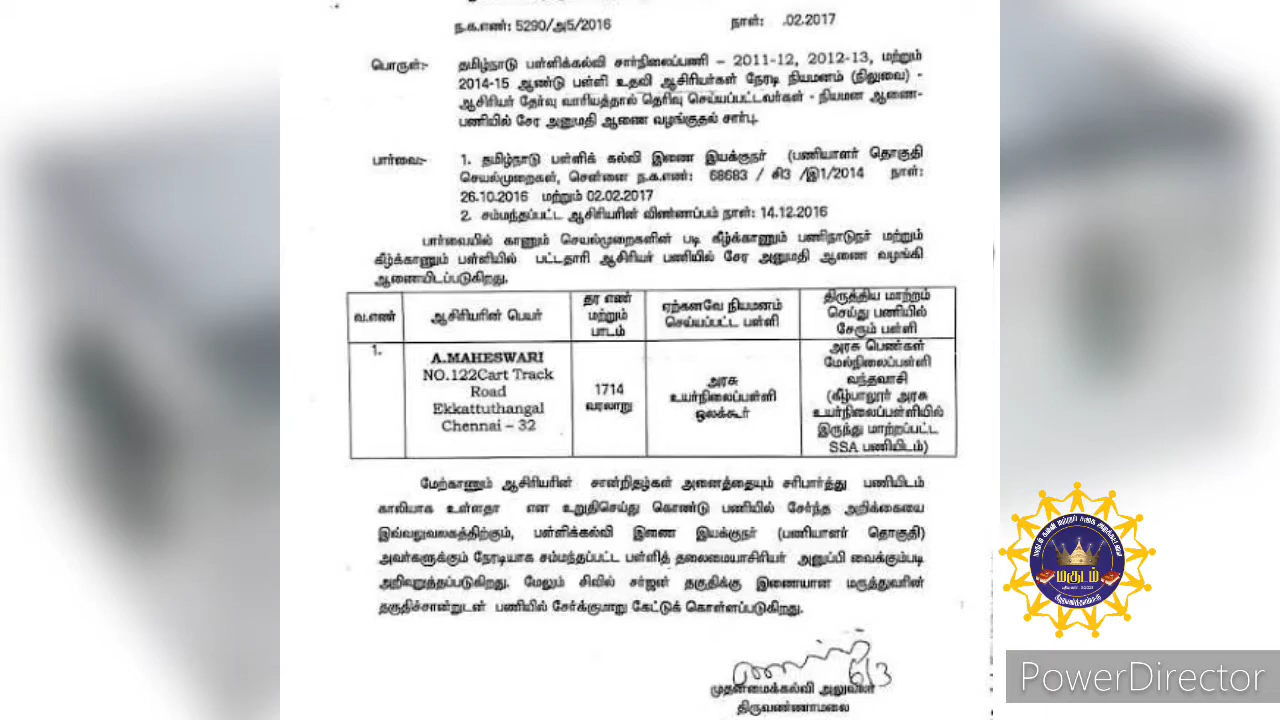 ந.க.எண்: 5290/அ5/2016 நாள்: .02.2017
பொருள்:- தமிழ்நாடு பள்ளிக்கல்வி சார்நிலைப்பணி – 2011-12, 2012-13, மற்றும்
2014-15 ஆண்டு பள்ளி உதவி ஆசிரியர்கள் நேரடி நியமனம் (நிலுவை) -
ஆசிரியர் தேர்வு வாரியத்தால் தெரிவு செய்யப்பட்டவர்கள் - நியமன ஆணை-
பணியில் சேர அனுமதி ஆணை வழங்குதல் சார்பு.
பார்வை:- 1. தமிழ்நாடு பள்ளிக் கல்வி இணை இயக்குநர் (பணியாளர் தொகுதி
செயல்முறைகள், சென்னை ந.க.எண்: 68683 / சி3 /இ1/2014 நாள்:
26.10.2016 மற்றும் 02.02.2017
2. சம்மந்தப்பட்ட ஆசிரியரின் விண்ணப்பம் நாள்: 14.12.2016
பார்வையில் காணும் செயல்முறைகளின் படி கீழ்க்காணும் பணிநாடுநர் மற்றும்
கீழ்க்காணும் பள்ளியில் பட்டதாரி ஆசிரியர் பணியில் சேர அனுமதி ஆணை வழங்கி
ஆணையிடப்படுகிறது.
வ.எண்
ஆசிரியரின் பெயர்
தர எண்
மற்றும்
பாடம்
ஏற்கனவே நியமனம்
செய்யப்பட்ட பள்ளி
திருத்திய மாற்றம்
செய்து பணியில்
சேரும் பள்ளி
1.
A.MAHESWARI
NO.122Cart Track
Road
Ekkattuthangal
Chennai – 32
1714
வரலாறு
அரசு
உயர்நிலைப்பள்ளி
ஒலக்கூர்
அரசு பெண்கள்
மேல்நிலைப்பள்ளி
வந்தவாசி
(கீழ்பாலூர் அரசு
உயர்நிலைப்பள்ளியில்
இருந்து மாற்றப்பட்ட
SSA பணியிடம்)
மேற்காணும் ஆசிரியரின் சான்றிதழ்கள் அனைத்தையும் சரிபார்த்து பணியிடம்
காலியாக உள்ளதா என உறுதிசெய்து கொண்டு பணியில் சேர்ந்த அறிக்கையை
இவ்வலுவலகத்திற்கும், பள்ளிக்கல்வி இணை இயக்குநர் (பணியாளர் தொகுதி)
அவர்களுக்கும் நேரடியாக சம்மந்தப்பட்ட பள்ளித் தலைமையாசிரியர் அனுப்பி வைக்கும்படி
அறிவுறுத்தப்படுகிறது. மேலும் சிவில் சர்ஜன் தகுதிக்கு இணையான மருத்துவரின்
தகுதிச்சான்றுடன் பணியில் சேர்க்குமாறு கேட்டுக் கொள்ளப்படுகிறது.
6/3
முதன்மைக்கல்வி அலுவலர்
திருவண்ணாமலை
மகுடம்
PowerDirector